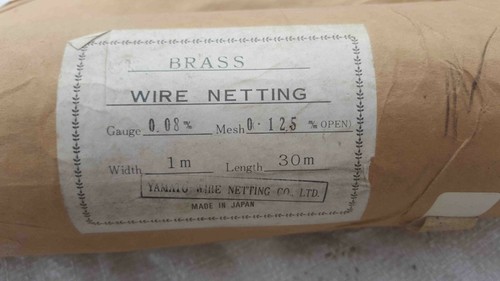 BRASS
WIRE NETTING
Gauge 0.08 m/m Mesh 0.125 m/m OPEN)
Width 1m Length 30m
YAMATO WIRE NETTING CO., LTD.
MADE IN JAPAN